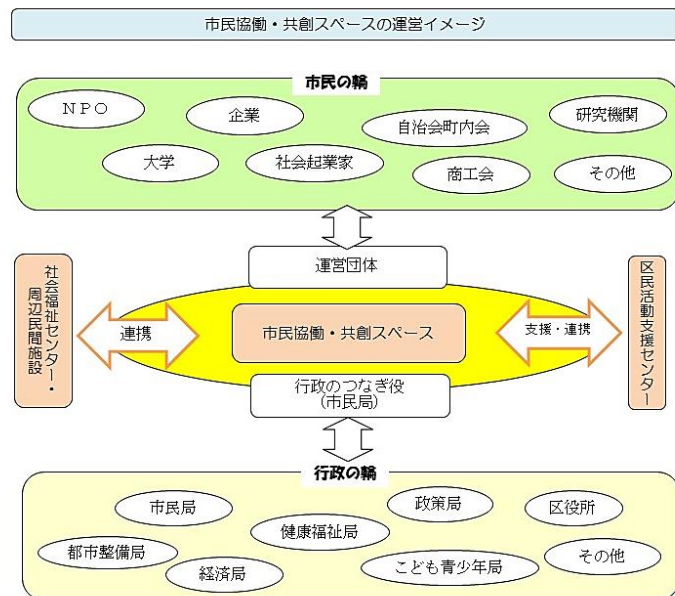 市民協働・共創スペースの運営イメージ
市民の輪
NPO
企業
自治会町内会
研究機関
大学
社会起業家
商工会
その他
運営団体
社会福祉センター・
周辺民間施設
連携
市民協働・共創スペース
支援・連携
区民活動支援センター
行政のつなぎ役
(市民局)
行政の輪
市民局
政策局
区役所
健康福祉局
都市整備局
経済局
こども青少年局
その他